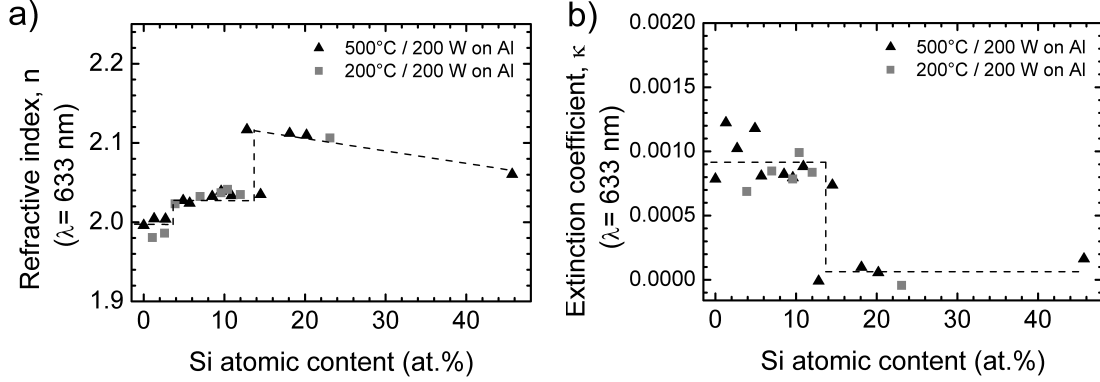 a)
Refractive index, n
(λ= 633 nm)
2.2
2.1
2.0
1.9
0
20
40
Si atomic content (at.%)
500°C / 200 W on Al
200°C / 200 W on Al
b)
Extinction coefficient, κ
(λ= 633 nm)
0.0020
0.0015
0.0010
0.0005
0.0000
0
10
20
30
40
Si atomic content (at.%)
500°C / 200 W on Al
200°C / 200 W on Al